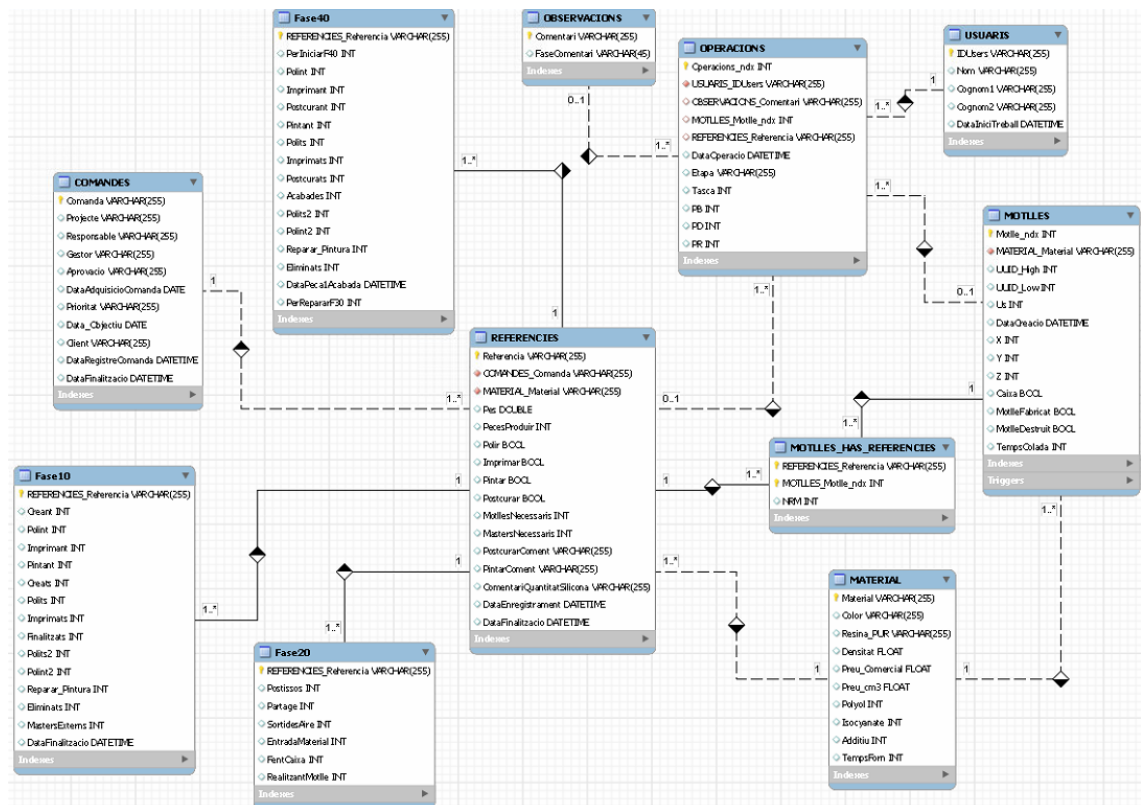 Fase40
REFERENCIES_Referencia VARCHAR(255)
PerIniciarF40 INT
Polint INT
Imprimant INT
Postcurant INT
Pintant INT
Polits INT
Imprimats INT
Postcurats INT
Acabades INT
Polits2 INT
Polint2 INT
Reparar_Pintura INT
Eliminats INT
DataPeca1Acabada DATETIME
PerRepararF30 INT
Indexes
OBSERVACIONS
Comentari VARCHAR(255)
FaseComentari VARCHAR(45)
Indexes
OPERACIONS
Operacions_ndx INT
USUARIS_IDUsers VARCHAR(255)
OBSERVACIONS_Comentari VARCHAR(255)
MOTLLES_Motlle_ndx INT
REFERENCIES_Referencia VARCHAR(255)
DataOperacio DATETIME
Etapa VARCHAR(255)
Tasca INT
PB INT
PD INT
PR INT
Indexes
USUARIS
IDUsers VARCHAR(255)
Nom VARCHAR(255)
Cognom1 VARCHAR(255)
Cognom2 VARCHAR(255)
DataIniciTreball DATETIME
Indexes
COMANDES
Comanda VARCHAR(255)
Projecte VARCHAR(255)
Responsable VARCHAR(255)
Gestor VARCHAR(255)
Aprovacio VARCHAR(255)
DataAdquisicioComanda DATE
Prioritat VARCHAR(255)
Data_Objectiu DATE
Client VARCHAR(255)
DataRegistreComanda DATETIME
DataFinalitzacio DATETIME
Indexes
MOTLLES
Motlle_ndx INT
MATERIAL_Material VARCHAR(255)
UUID_High INT
UUID_Low INT
Us INT
DataCreacio DATETIME
X INT
Y INT
Z INT
Caixa BOOL
MotlleFabricat BOOL
MotlleDestruit BOOL
TempsColada INT
Indexes
Triggers
REFERENCIES
Referencia VARCHAR(255)
COMANDES_Comanda VARCHAR(255)
MATERIAL_Material VARCHAR(255)
Pes DOUBLE
PecesProduir INT
Polir BOOL
Imprimar BOOL
Pintar BOOL
Postcurar BOOL
MotllesNecessaris INT
MastersNecessaris INT
PostcurarComent VARCHAR(255)
PintarComent VARCHAR(255)
ComentariQuantitatSilicona VARCHAR(255)
DataEnregistrament DATETIME
DataFinalitzacio DATETIME
Indexes
MOTLLES_HAS_REFERENCIES
REFERENCIES_Referencia VARCHAR(255)
MOTLLES_Motlle_ndx INT
NRM INT
Indexes
Fase10
REFERENCIES_Referencia VARCHAR(255)
Creant INT
Polint INT
Imprimant INT
Pintant INT
Creats INT
Polits INT
Imprimats INT
Finalitzats INT
Polits2 INT
Polint2 INT
Reparar_Pintura INT
Eliminats INT
MastersExterns INT
DataFinalitzacio DATETIME
Indexes
Fase20
REFERENCIES_Referencia VARCHAR(255)
Postissos INT
Partage INT
SortidesAire INT
EntradaMaterial INT
FentCaixa INT
RealitzantMotlle INT
Indexes
MATERIAL
Material VARCHAR(255)
Color VARCHAR(255)
Resina_PUR VARCHAR(255)
Densitat FLOAT
Preu_Comercial FLOAT
Preu_cm3 FLOAT
Polyol INT
Isocyanate INT
Additiu INT
TempsForn INT
Indexes
1..*
1
0..1
1..*
1..*
1
1..*
0..1
1..*
0..1
1
1..*
1
1..*
1
1..*
1
1..*
1
1..*
1..*
1
1..*
1